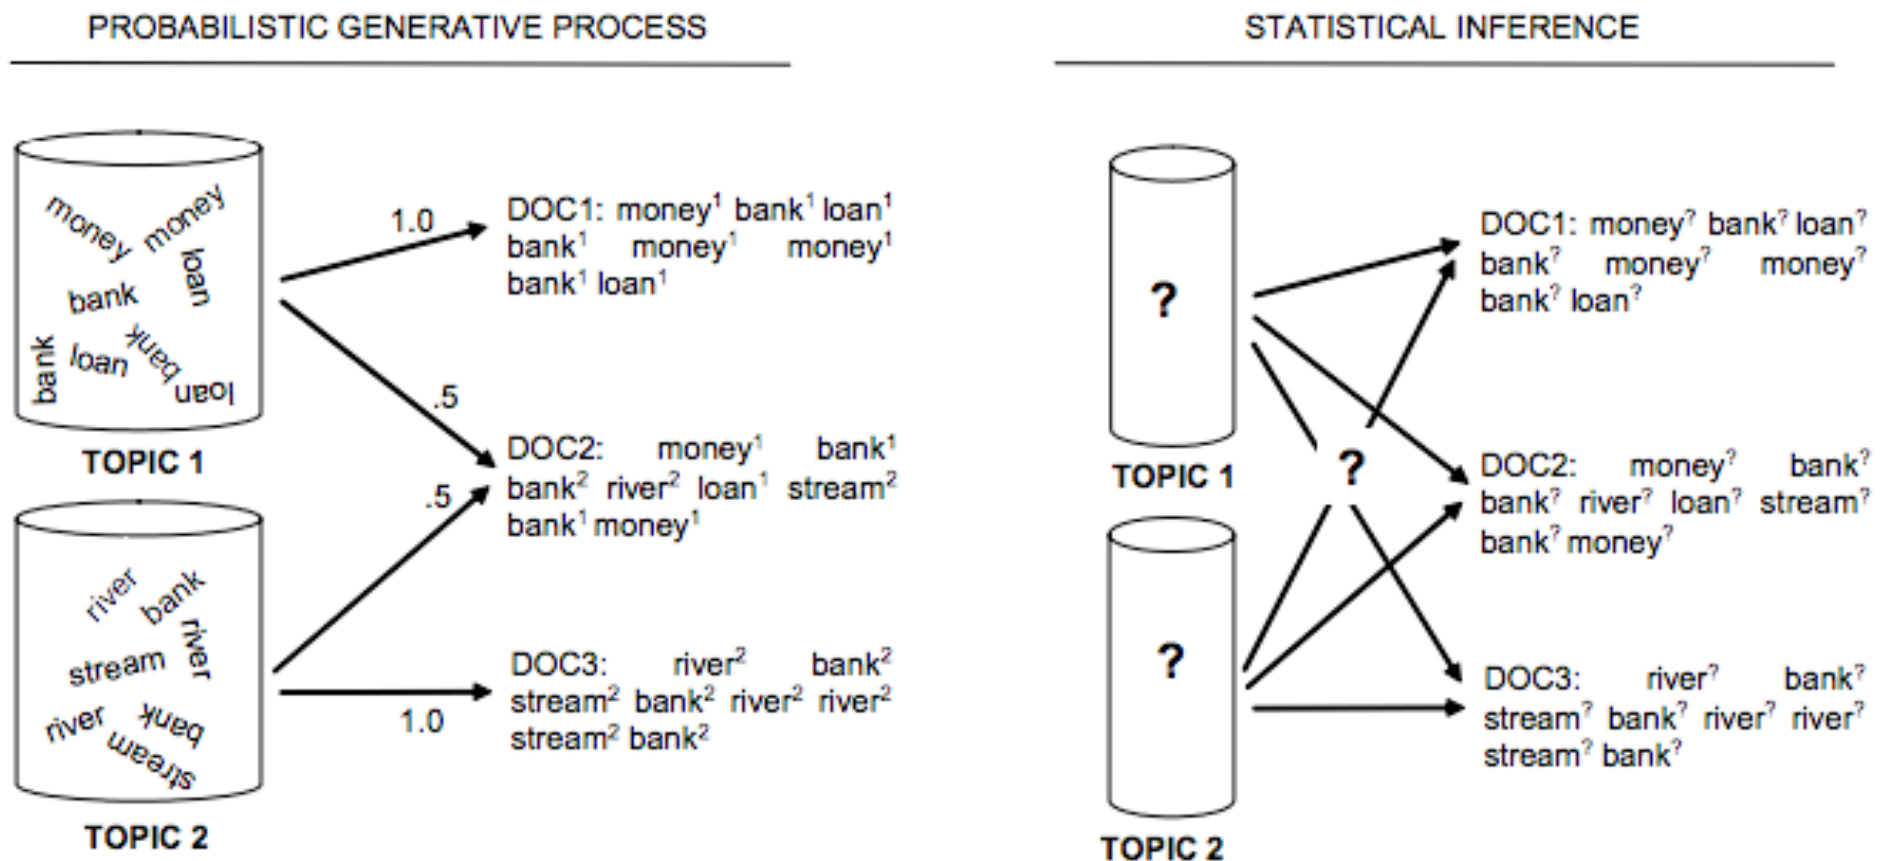 PROBABILISTIC GENERATIVE PROCESS
money
money
loan
bank
bank
loan
bank
loan
TOPIC 1
river
bank
river
stream
river
bank
stream
TOPIC 2
1.0
.5
.5
1.0
DOC1: money¹ bank¹ loan¹
bank¹ money¹ money¹
bank¹ loan¹
DOC2: money¹ bank¹
bank² river² loan¹ stream²
bank¹ money¹
DOC3: river² bank²
stream² bank² river² river²
stream² bank²
STATISTICAL INFERENCE
?
TOPIC 1
?
?
TOPIC 2
DOC1: money? bank? loan?
bank? money? money?
bank? loan?
DOC2: money? bank?
bank? river? loan? stream?
bank? money?
DOC3: river? bank?
stream? bank? river? river?
stream? bank?